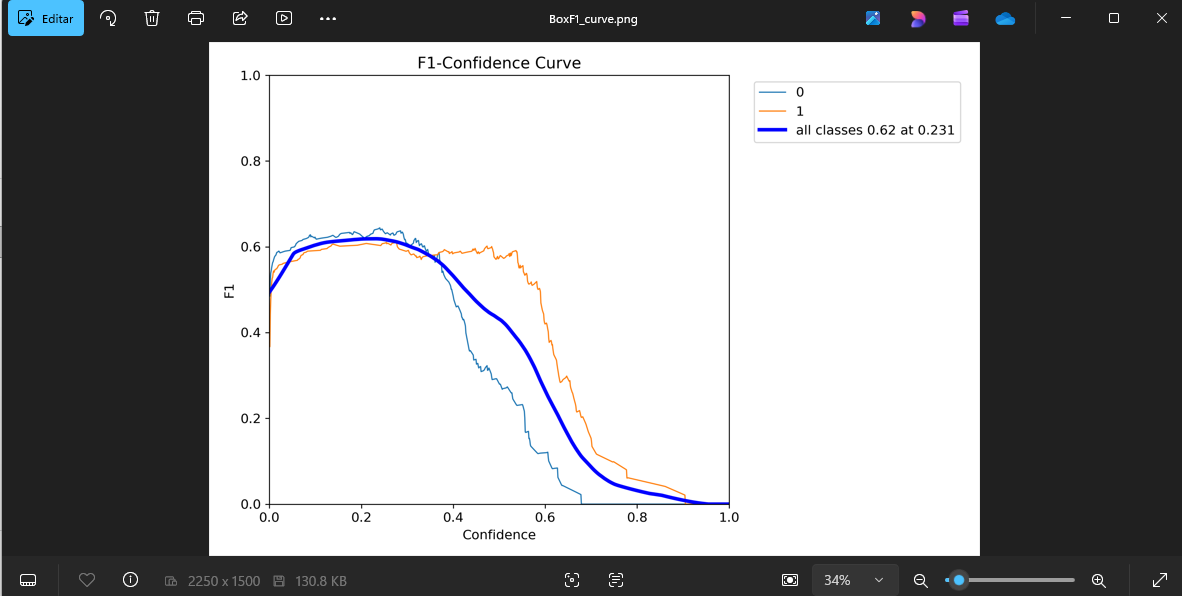 Editar
BoxF1_curve.png
F1-Confidence Curve
0
1
all classes 0.62 at 0.231
1.0
0.8
0.6
0.4
0.2
0.0
F1
0.0 0.2 0.4 0.6 0.8 1.0
Confidence
2250 x 1500 130.8 KB 34%